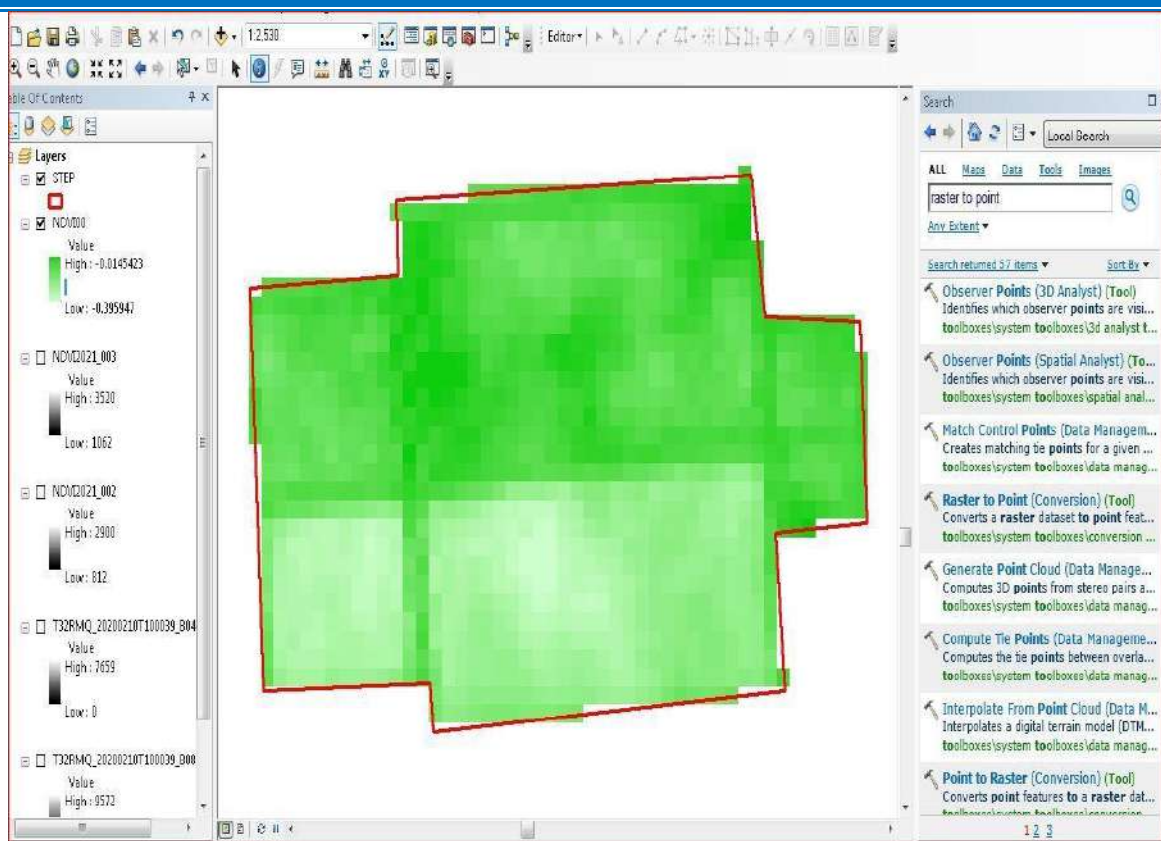 1:2,530
Editor
ble Of Contents
Layers
STEP
NDVI00
Value
High : -0.0145423
Low : -0.395947
NDVI2021_003
Value
High : 3520
Low : 1062
NDVI2021_002
Value
High : 2900
Low : 812
T32RMQ_20200210T100039_B04
Value
High : 7659
Low : 0
T32RMQ_20200210T100039_B08
Value
High : 9572
Search
Local Search
ALL Maps Data Tools Images
raster to point
Any Extent
Search returned 57 items Sort By
Observer Points (3D Analyst) (Tool)
Identifies which observer points are visi...
toolboxes\system toolboxes\3d analyst t...
Observer Points (Spatial Analyst) (To...
Identifies which observer points are visi...
toolboxes\system toolboxes\spatial anal...
Match Control Points (Data Managem...
Creates matching tie points for a given ...
toolboxes\system toolboxes\data manag...
Raster to Point (Conversion) (Tool)
Converts a raster dataset to point feat...
toolboxes\system toolboxes\conversion ...
Generate Point Cloud (Data Manage...
Computes 3D points from stereo pairs a...
toolboxes\system toolboxes\data manag...
Compute Tie Points (Data Manageme...
Computes the tie points between overla...
toolboxes\system toolboxes\data manag...
Interpolate From Point Cloud (Data M...
Interpolates a digital terrain model (DTM...
toolboxes\system toolboxes\data manag...
Point to Raster (Conversion) (Tool)
Converts point features to a raster dat...
1 2 3